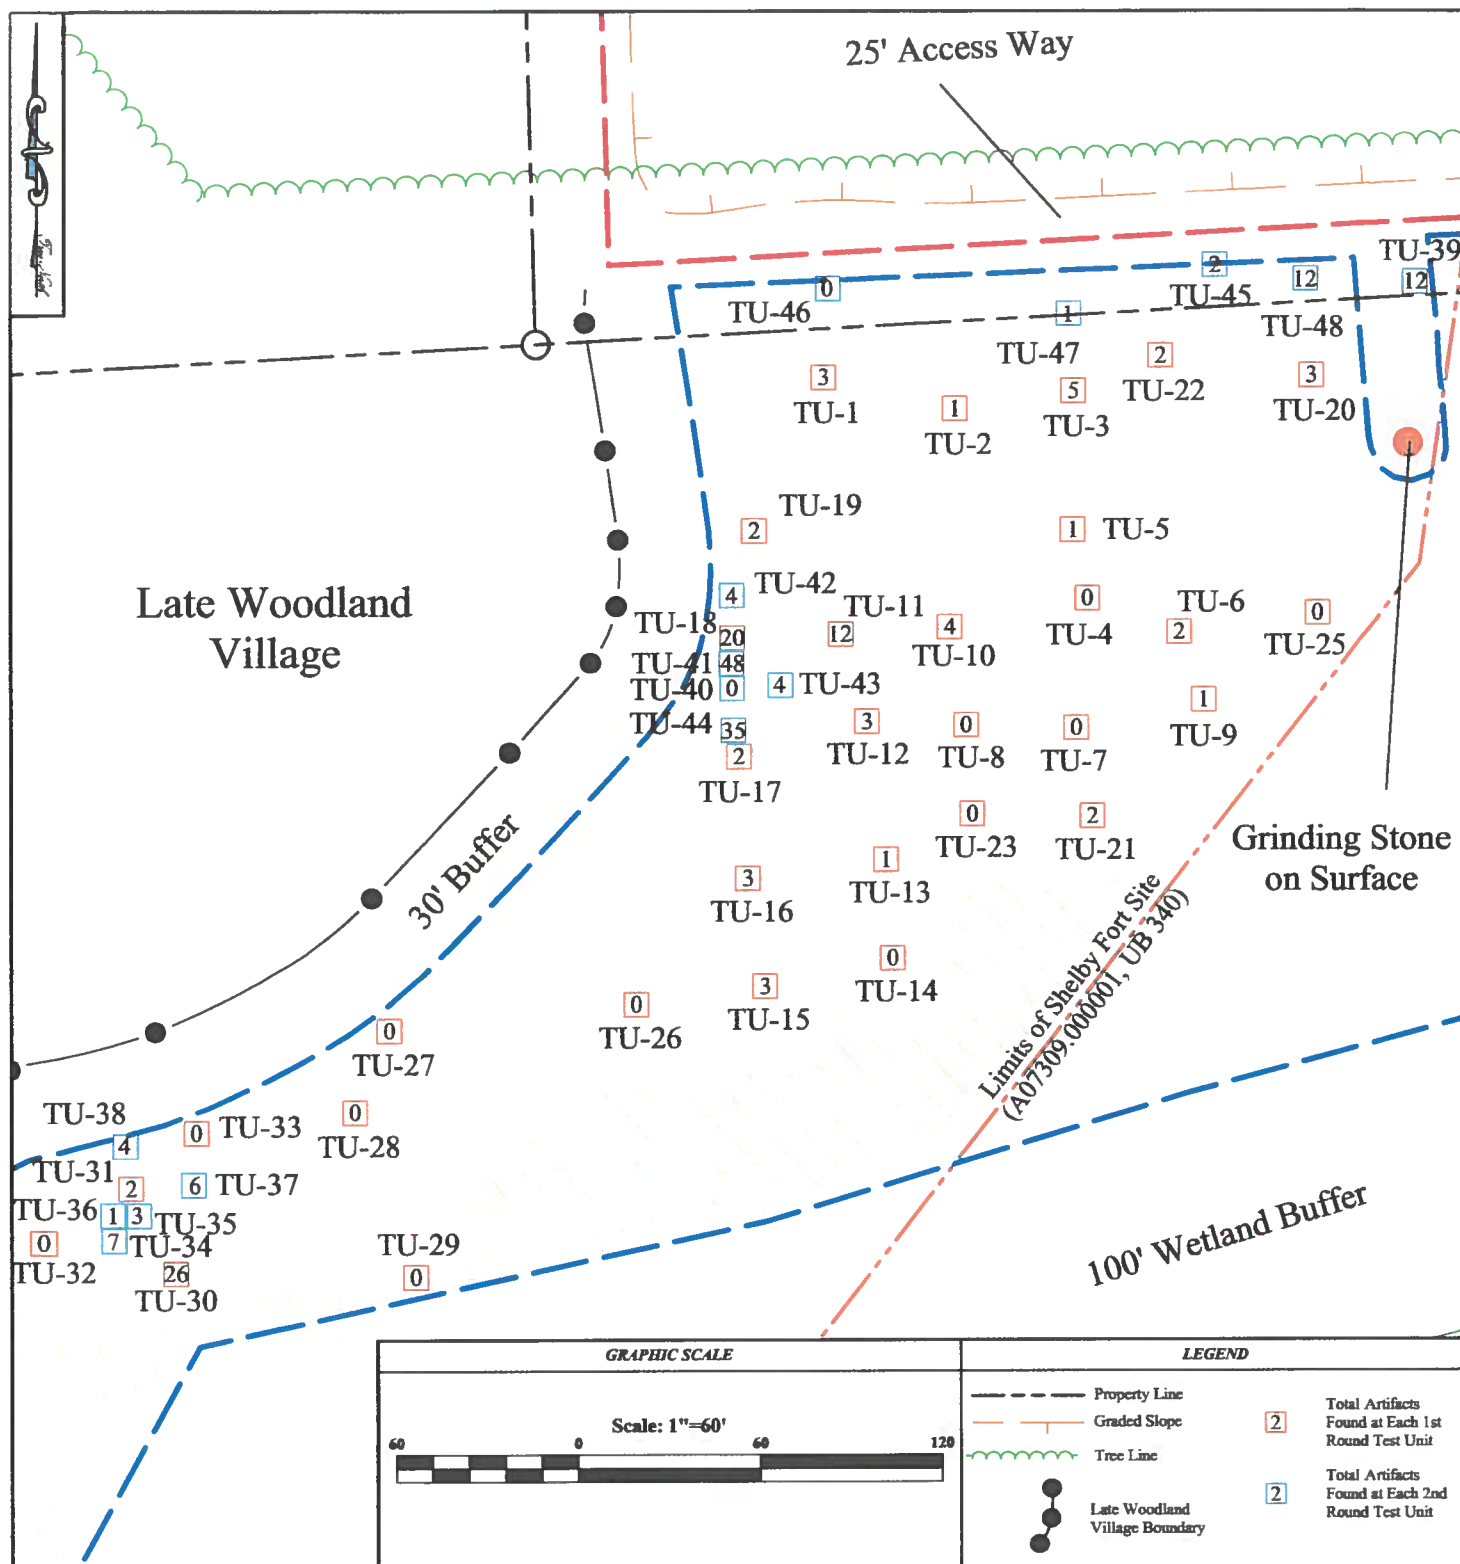 25' Access Way
TU-39
12
2
TU-45
12
TU-48
0
TU-46
1
TU-47
3
TU-1
1
TU-2
5
TU-3
2
TU-22
3
TU-20
TU-19
2
1
TU-5
Late Woodland
Village
TU-42
4
TU-11
12
TU-18
20
TU-41
48
TU-40
0
4
TU-43
TU-44
35
2
TU-17
4
TU-10
0
TU-4
TU-6
2
0
TU-25
3
TU-12
0
TU-8
0
TU-7
1
TU-9
0
TU-23
2
TU-21
Grinding Stone
on Surface
30' Buffer
3
TU-16
1
TU-13
0
TU-14
3
TU-15
0
TU-26
Limits of Shelby Fort Site
(A07309.000001, UB 340)
0
TU-27
0
TU-28
TU-38
4
0
TU-33
TU-31
2
6
TU-37
TU-36
1
3
TU-35
0
TU-32
7
TU-34
26
TU-30
TU-29
0
100' Wetland Buffer
GRAPHIC SCALE
Scale: 1"=60'
60
0
60
120
LEGEND
Property Line
Graded Slope
Tree Line
Late Woodland
Village Boundary
2
Total Artifacts
Found at Each 1st
Round Test Unit
2
Total Artifacts
Found at Each 2nd
Round Test Unit